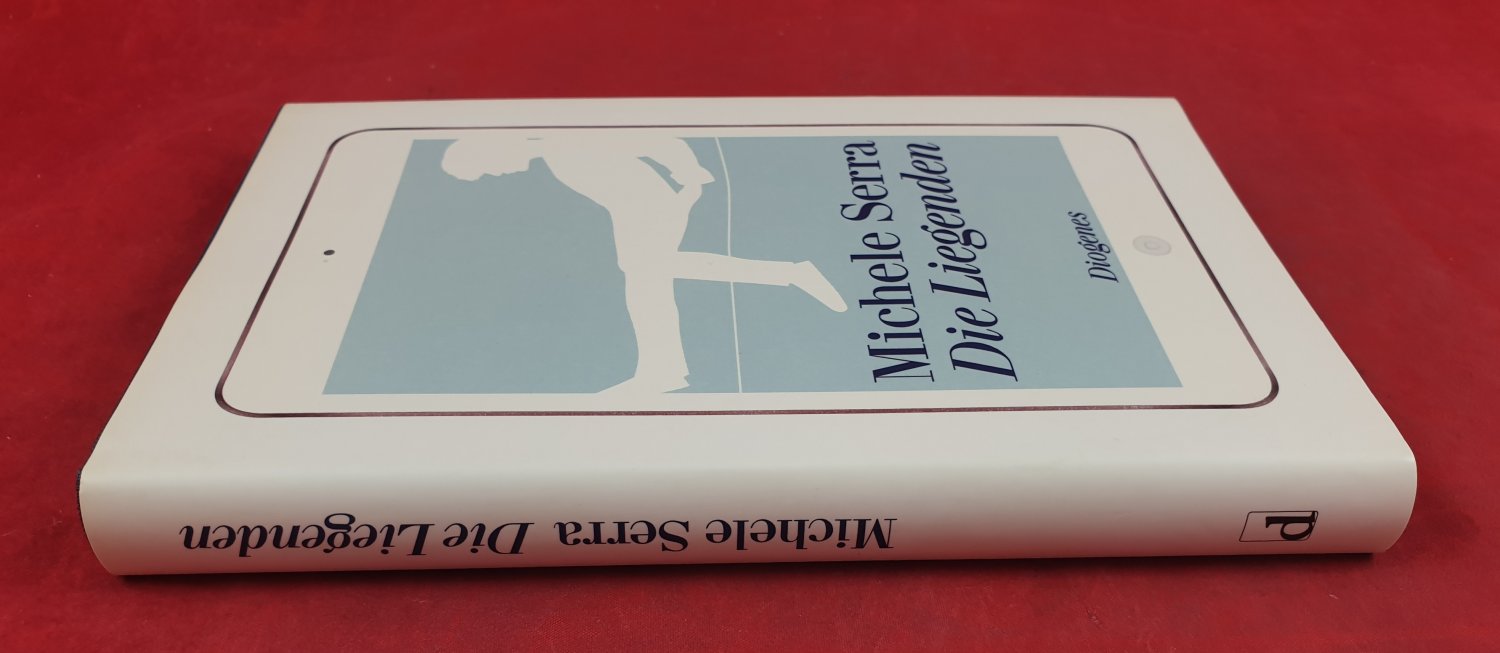 Michele Serra
Die Liegenden
Diogenes
Michele Serra Die Liegenden
d